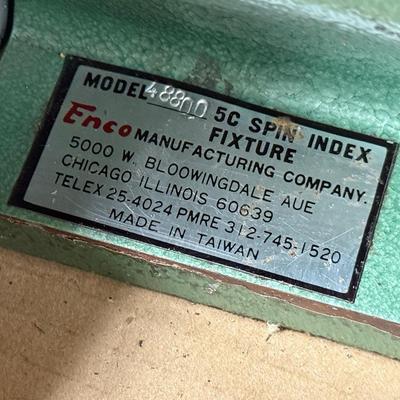 MODEL 48800 5C SPIN INDEX
FIXTURE
Enco MANUFACTURING COMPANY.
5000 W. BLOOWINGDALE AUE
CHICAGO ILLINOIS 60639
TELEX 25-4024 PMRE 312-745-1520
MADE IN TAIWAN